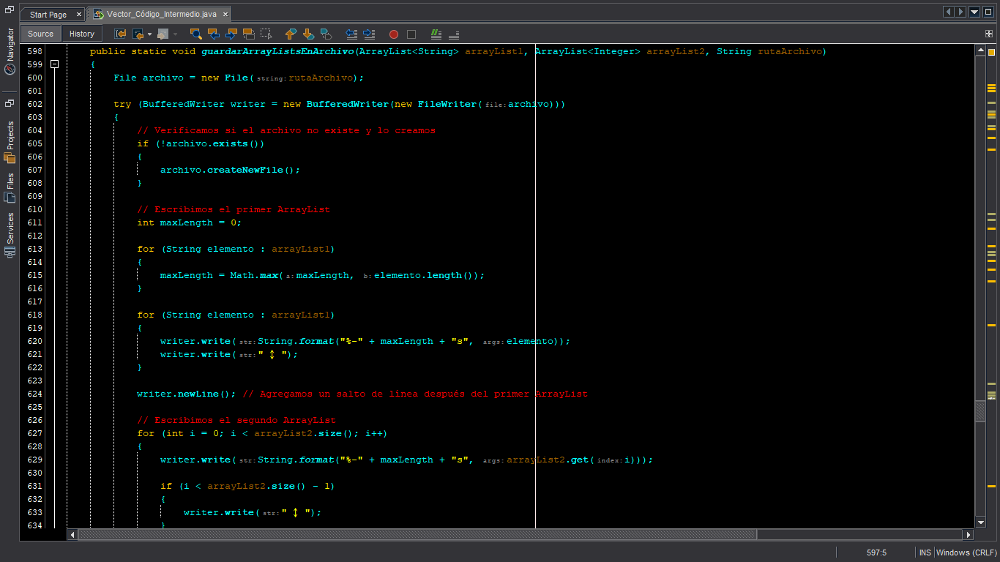 Start Page
Vector_Código_Intermedio.java
Source
History
Navigator
Projects
Files
Services
598 public static void guardarArrayListsEnArchivo(ArrayList<String> arrayList1, ArrayList<Integer> arrayList2, String rutaArchivo)
599 {
600 File archivo = new File(string:rutaArchivo);
601
602 try (BufferedWriter writer = new BufferedWriter(new FileWriter(file:archivo)))
603 {
604 // Verificamos si el archivo no existe y lo creamos
605 if (!archivo.exists())
606 {
607 archivo.createNewFile();
608 }
609
610 // Escribimos el primer ArrayList
611 int maxLength = 0;
612
613 for (String elemento : arrayList1)
614 {
615 maxLength = Math.max(a:maxLength, b:elemento.length());
616 }
617
618 for (String elemento : arrayList1)
619 {
620 writer.write(str:String.format("%-" + maxLength + "s", args:elemento));
621 writer.write(str:" ↕ ");
622 }
623
624 writer.newLine(); // Agregamos un salto de línea después del primer ArrayList
625
626 // Escribimos el segundo ArrayList
627 for (int i = 0; i < arrayList2.size(); i++)
628 {
629 writer.write(str:String.format("%-" + maxLength + "s", args:arrayList2.get(index:i)));
630
631 if (i < arrayList2.size() - 1)
632 {
633 writer.write(str:" ↕ ");
634 }
597:5
INS
Windows (CRLF)